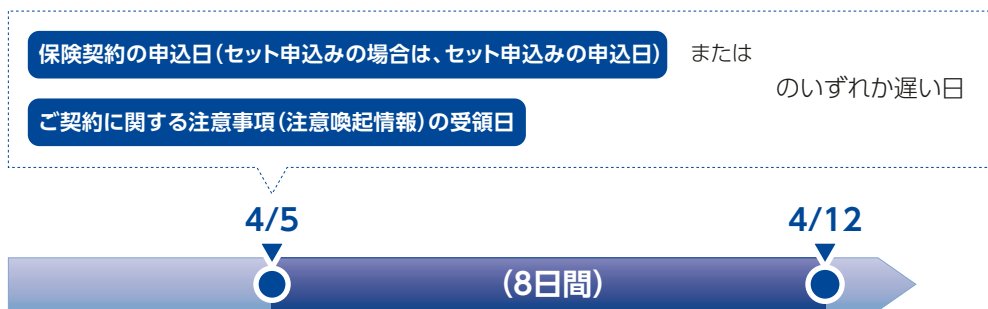 保険契約の申込日(セット申込みの場合は、セット申込みの申込日) または
のいずれか遅い日
ご契約に関する注意事項(注意喚起情報)の受領日
4/5 4/12
(8日間)